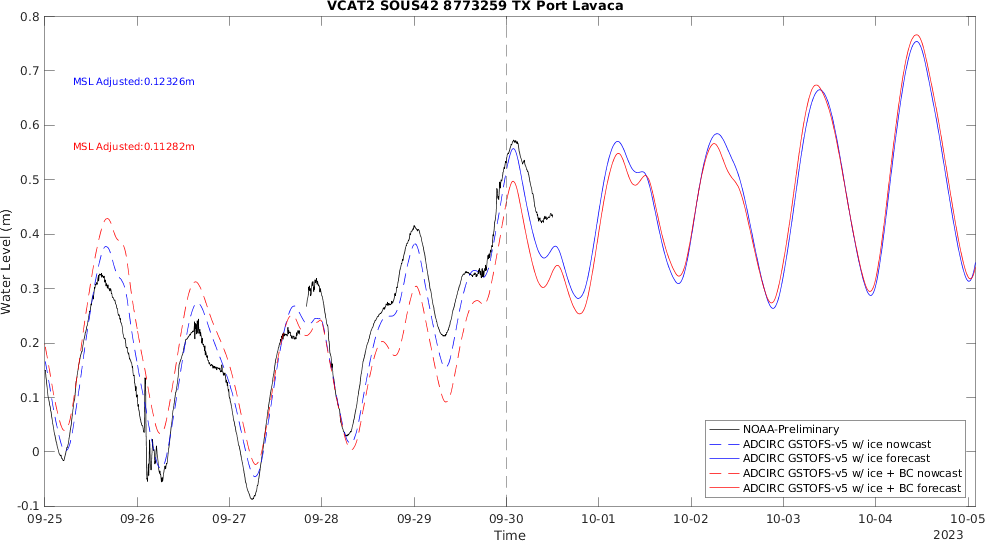 VCAT2 SOUS42 8773259 TX Port Lavaca
0.8
0.7
0.6
0.5
0.4
0.3
0.2
0.1
0
-0.1
Water Level (m)
MSL Adjusted:0.12326m
MSL Adjusted:0.11282m
NOAA-Preliminary
ADCIRC GSTOFS-v5 w/ ice nowcast
ADCIRC GSTOFS-v5 w/ ice forecast
ADCIRC GSTOFS-v5 w/ ice + BC nowcast
ADCIRC GSTOFS-v5 w/ ice + BC forecast
09-25 09-26 09-27 09-28 09-29 09-30 10-01 10-02 10-03 10-04 10-05
Time
2023